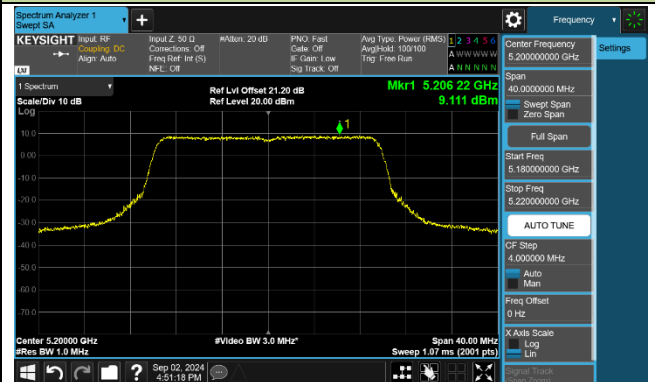 Spectrum Analyzer 1
Swept SA
Frequency
KEYSIGHT
Input: RF
Coupling: DC
Align: Auto
Input Z: 50 Ω
Corrections: Off
Freq Ref: Int (S)
NFE: Off
#Atten: 20 dB
PNO: Fast
Gate: Off
IF Gain: Low
Sig Track: Off
Avg Type: Power (RMS)
Avg|Hold: 100/100
Trig: Free Run
1 2 3 4 5 6
A WWWWW
A N N N N N
LXI
1 Spectrum
Scale/Div 10 dB
Ref Lvl Offset 21.20 dB
Ref Level 20.00 dBm
Mkr1 5.206 22 GHz
9.111 dBm
Log
1
10.0
0.00
-10.0
-20.0
-30.0
-40.0
-50.0
-60.0
-70.0
Center 5.20000 GHz
#Res BW 1.0 MHz
#Video BW 3.0 MHz*
Span 40.00 MHz
Sweep 1.07 ms (2001 pts)
Sep 02, 2024
4:51:18 PM
Center Frequency
5.200000000 GHz
Settings
Span
40.0000000 MHz
Swept Span
Zero Span
Full Span
Start Freq
5.180000000 GHz
Stop Freq
5.220000000 GHz
AUTO TUNE
CF Step
4.000000 MHz
Auto
Man
Freq Offset
0 Hz
X Axis Scale
Log
Lin
Signal Track
(Span Zoom)